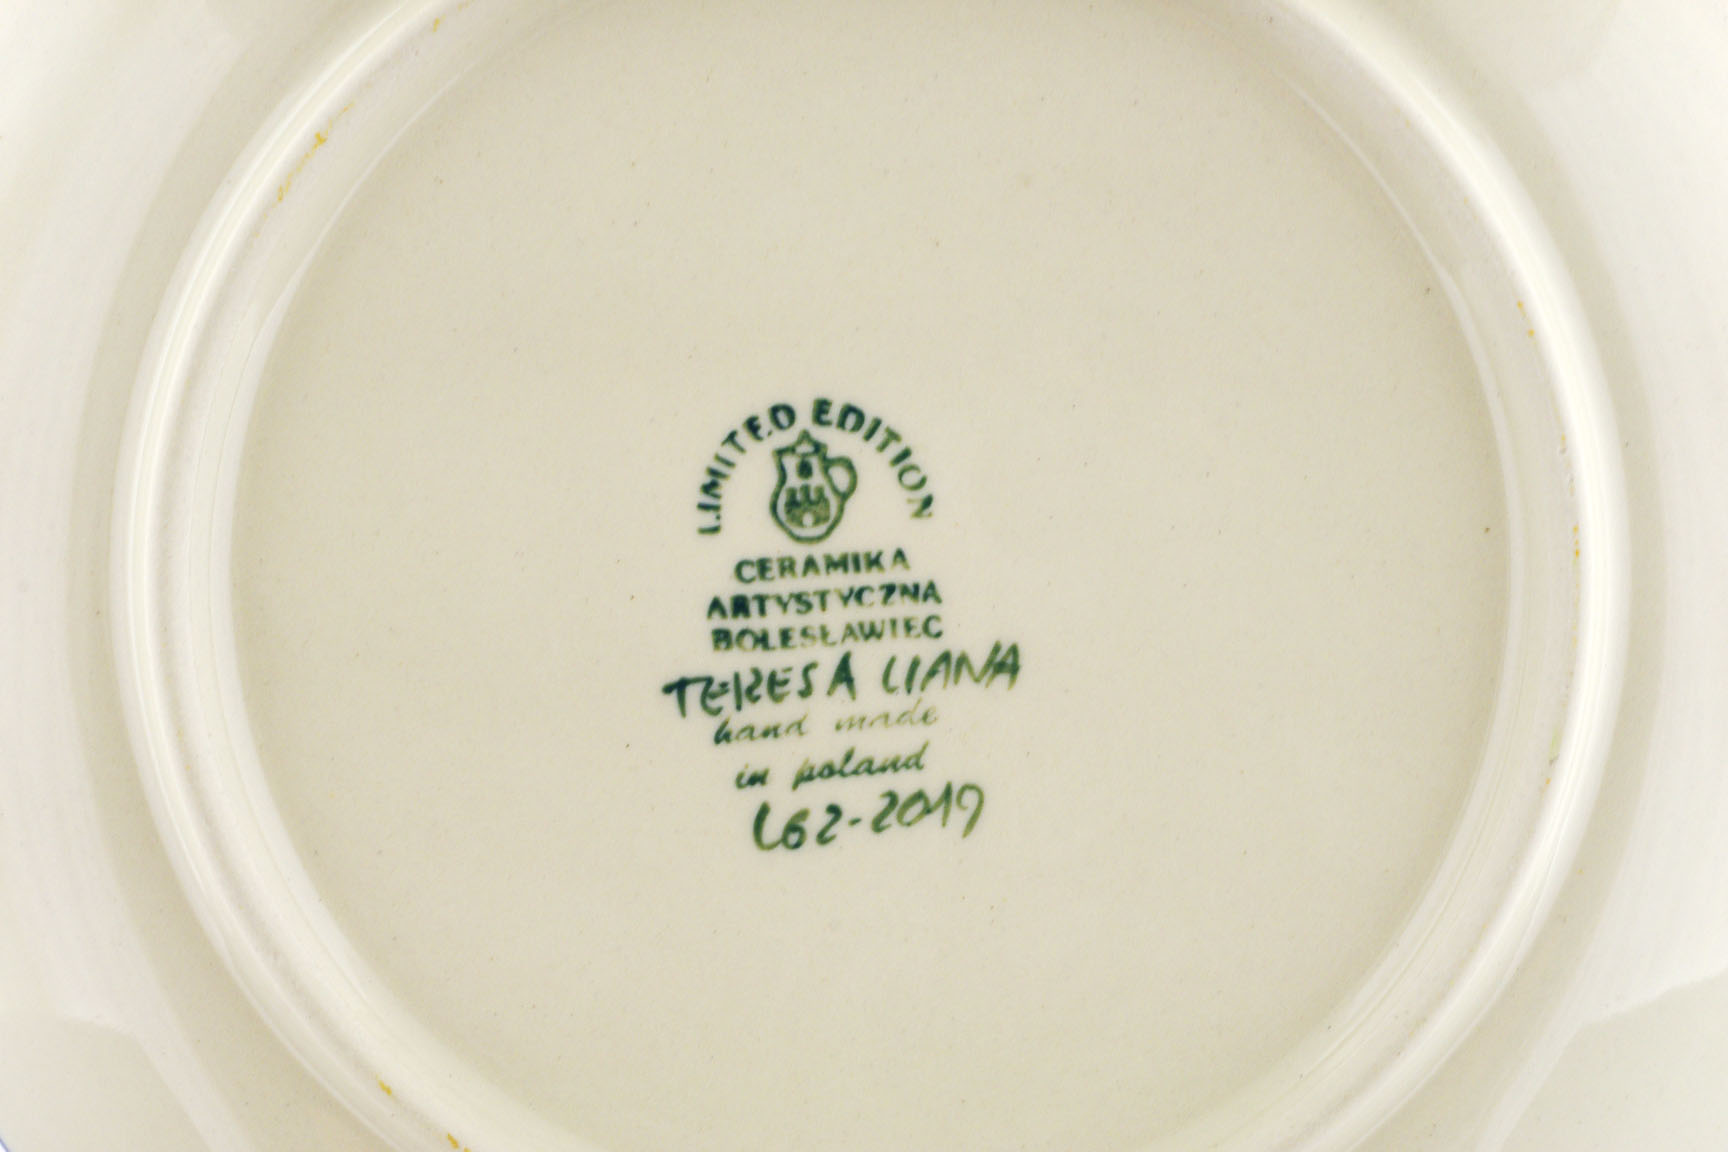 LIMITED EDITION
CERAMIKA
ARTYSTYCZNA
BOLESŁAWIEC
TERESA LIANA
hand made
in poland
L62-2019